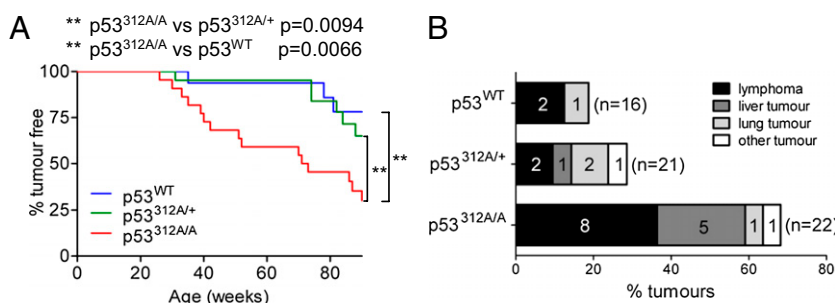 A
** p53312A/A vs p53312A/+ p=0.0094
** p53312A/A vs p53WT p=0.0066
100
75
50
25
0
% tumour free
0 20 40 60 80
Age (weeks)
p53WT
p53312A/+
p53312A/A
**
**
B
lymphoma
liver tumour
lung tumour
other tumour
p53WT 2 1 (n=16)
p53312A/+ 2 1 2 1 (n=21)
p53312A/A 8 5 1 1 (n=22)
0 20 40 60 80
% tumours